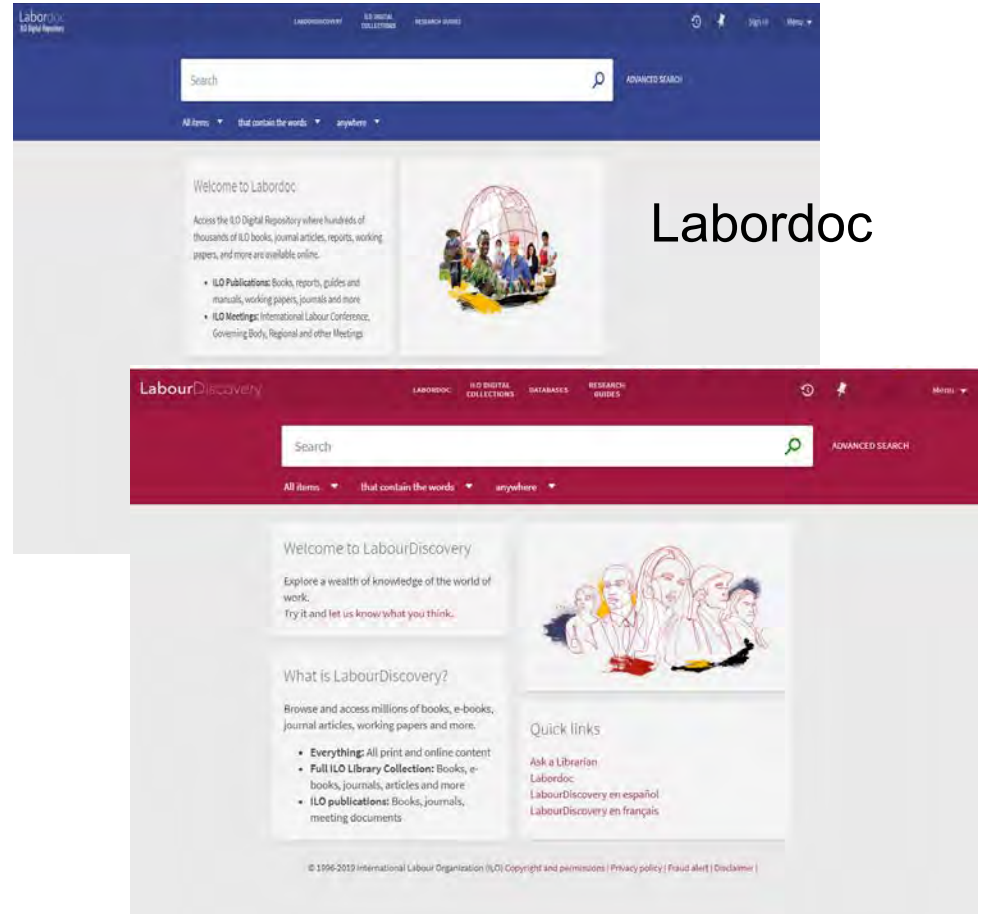 Labordoc
ILO Digital Repository
LABOURDISCOVERY
ILO DIGITAL
COLLECTIONS
RESEARCH GUIDES
Sign in
Menu
Search
ADVANCED SEARCH
All items
that contain the words
anywhere
Welcome to Labordoc
Access the ILO Digital Repository where hundreds of
thousands of ILO books, journal articles, reports, working
papers, and more are available online.
• ILO Publications: Books, reports, guides and
manuals, working papers, journals and more
• ILO Meetings: International Labour Conference,
Governing Body, Regional and other Meetings
Labordoc
LabourDiscovery
LABORDOC
ILO DIGITAL
COLLECTIONS
DATABASES
RESEARCH
GUIDES
Menu
Search
ADVANCED SEARCH
All items
that contain the words
anywhere
Welcome to LabourDiscovery
Explore a wealth of knowledge of the world of
work.
Try it and let us know what you think.
What is LabourDiscovery?
Browse and access millions of books, e-books,
journal articles, working papers and more.
• Everything: All print and online content
• Full ILO Library Collection: Books, e-
books, journals, articles and more
• ILO publications: Books, journals,
meeting documents
Quick links
Ask a Librarian
Labordoc
LabourDiscovery en español
LabourDiscovery en français
© 1996-2019 International Labour Organization (ILO) Copyright and permissions | Privacy policy | Fraud alert | Disclaimer |